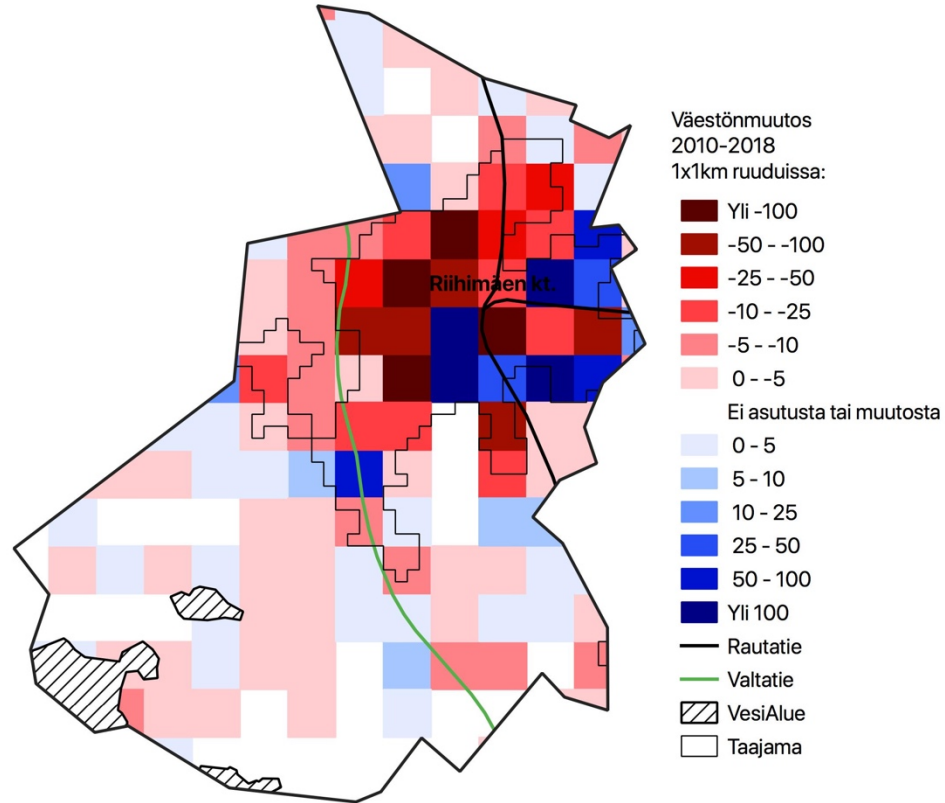 Riihimäen kt.
Väestönmuutos
2010-2018
1x1km ruuduissa:
Yli -100
-50 - -100
-25 - -50
-10 - -25
-5 - -10
0 - -5
Ei asutusta tai muutosta
0 - 5
5 - 10
10 - 25
25 - 50
50 - 100
Yli 100
Rautatie
Valtatie
VesiAlue
Taajama